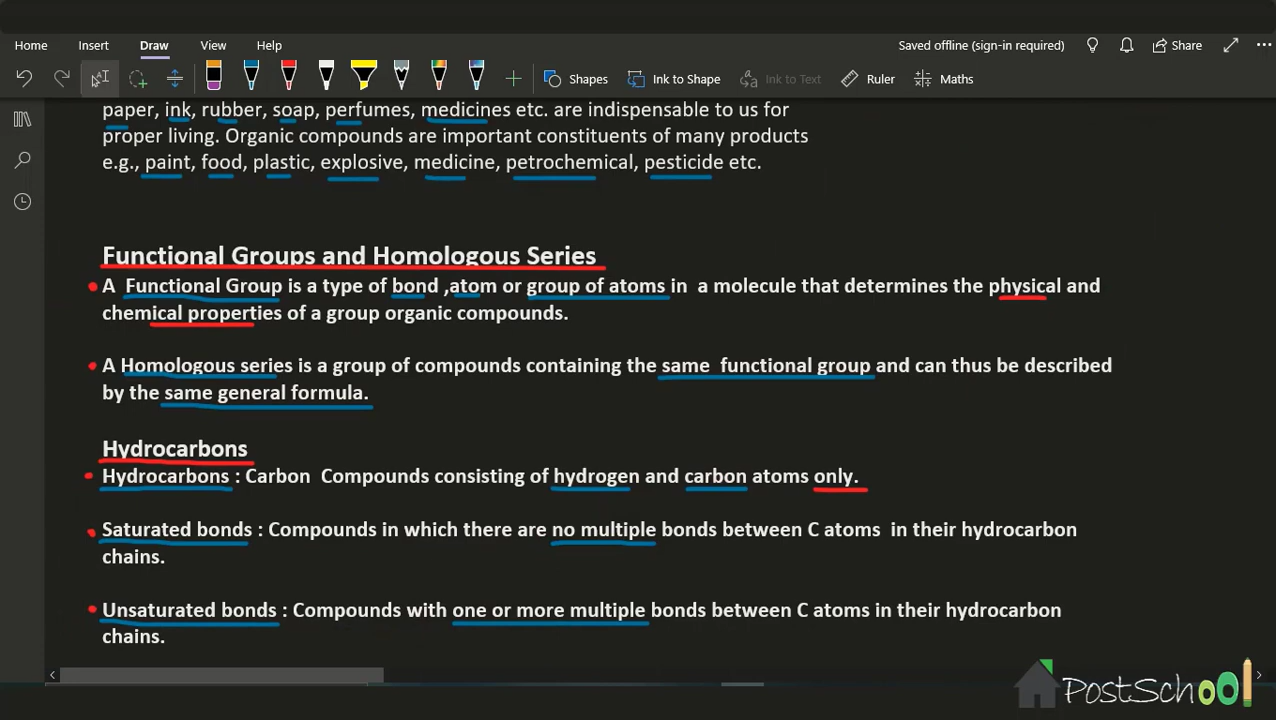 Home Insert Draw View Help Saved offline (sign-in required) Share
Shapes Ink to Shape Ink to Text Ruler Maths
paper, ink, rubber, soap, perfumes, medicines etc. are indispensable to us for
proper living. Organic compounds are important constituents of many products
e.g., paint, food, plastic, explosive, medicine, petrochemical, pesticide etc.
Functional Groups and Homologous Series
A Functional Group is a type of bond ,atom or group of atoms in a molecule that determines the physical and
chemical properties of a group organic compounds.
A Homologous series is a group of compounds containing the same functional group and can thus be described
by the same general formula.
Hydrocarbons
Hydrocarbons : Carbon Compounds consisting of hydrogen and carbon atoms only.
Saturated bonds : Compounds in which there are no multiple bonds between C atoms in their hydrocarbon
chains.
Unsaturated bonds : Compounds with one or more multiple bonds between C atoms in their hydrocarbon
chains.
PostSchool